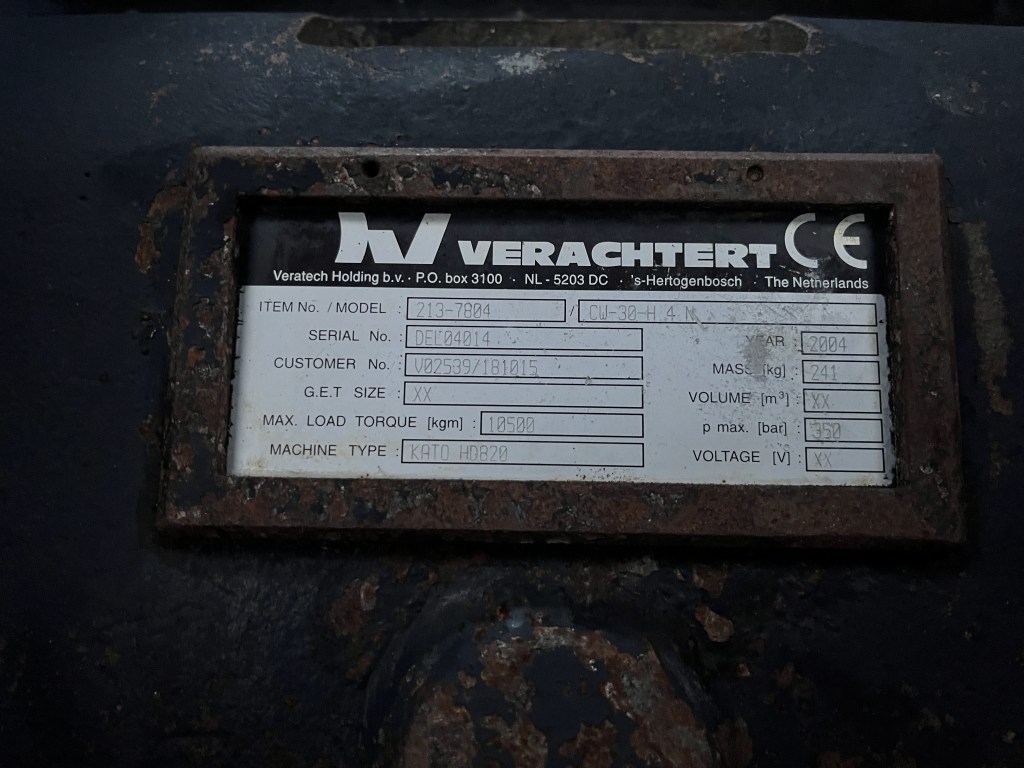 VERACHTERT CE
Veratech Holding b.v. · P.O. box 3100 · NL - 5203 DC · 's-Hertogenbosch · The Netherlands
ITEM No. / MODEL : 213-7804 / CW-30-H 4 N
SERIAL No. : DEL04014 YEAR : 2004
CUSTOMER No. : V02539/181015 MASS [kg] : 241
G.E.T SIZE : XX VOLUME [m³] : XX
MAX. LOAD TORQUE [kgm] : 10500 p max. [bar] : 350
MACHINE TYPE : KATO HD820 VOLTAGE [V] : XX